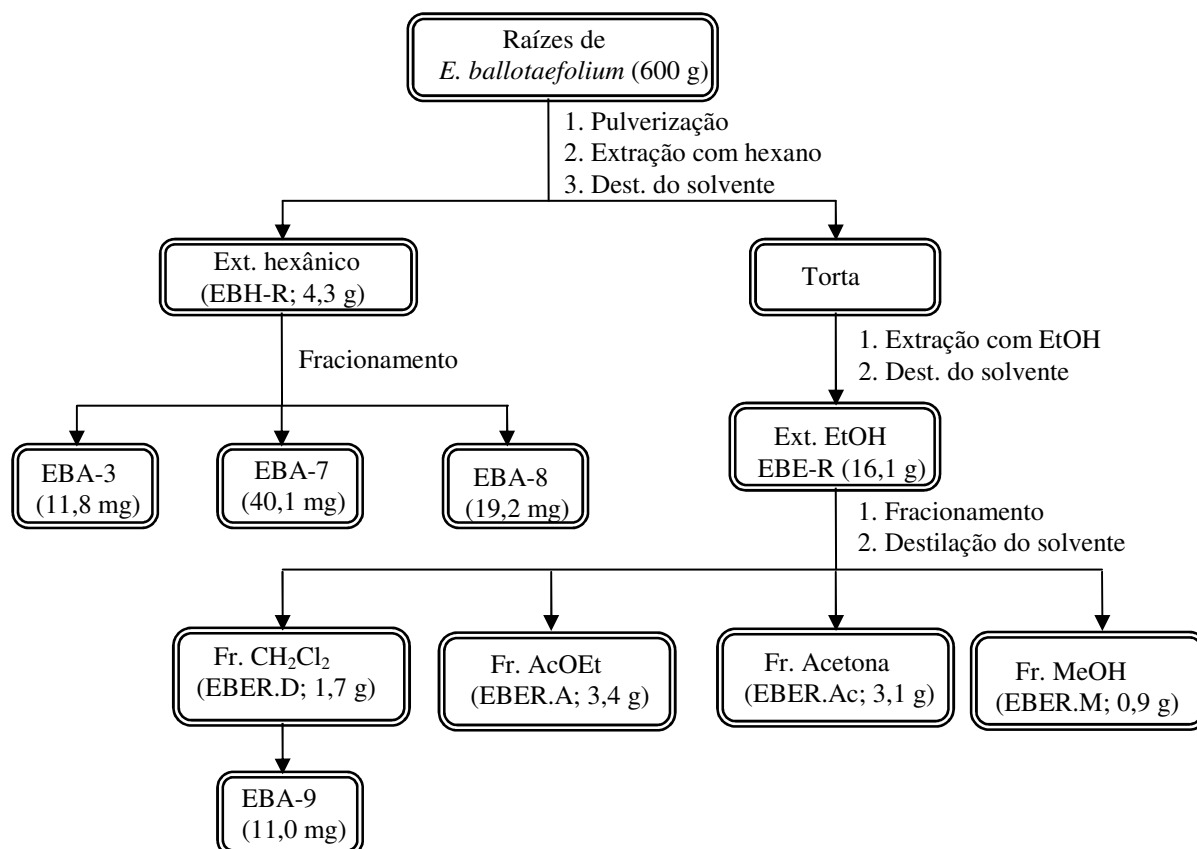 Raízes de
E. ballotaefolium (600 g)
1. Pulverização
2. Extração com hexano
3. Dest. do solvente
Ext. hexânico
(EBH-R; 4,3 g)
Torta
Fracionamento
1. Extração com EtOH
2. Dest. do solvente
EBA-3
(11,8 mg)
EBA-7
(40,1 mg)
EBA-8
(19,2 mg)
Ext. EtOH
EBE-R (16,1 g)
1. Fracionamento
2. Destilação do solvente
Fr. CH₂Cl₂
(EBER.D; 1,7 g)
Fr. AcOEt
(EBER.A; 3,4 g)
Fr. Acetona
(EBER.Ac; 3,1 g)
Fr. MeOH
(EBER.M; 0,9 g)
EBA-9
(11,0 mg)